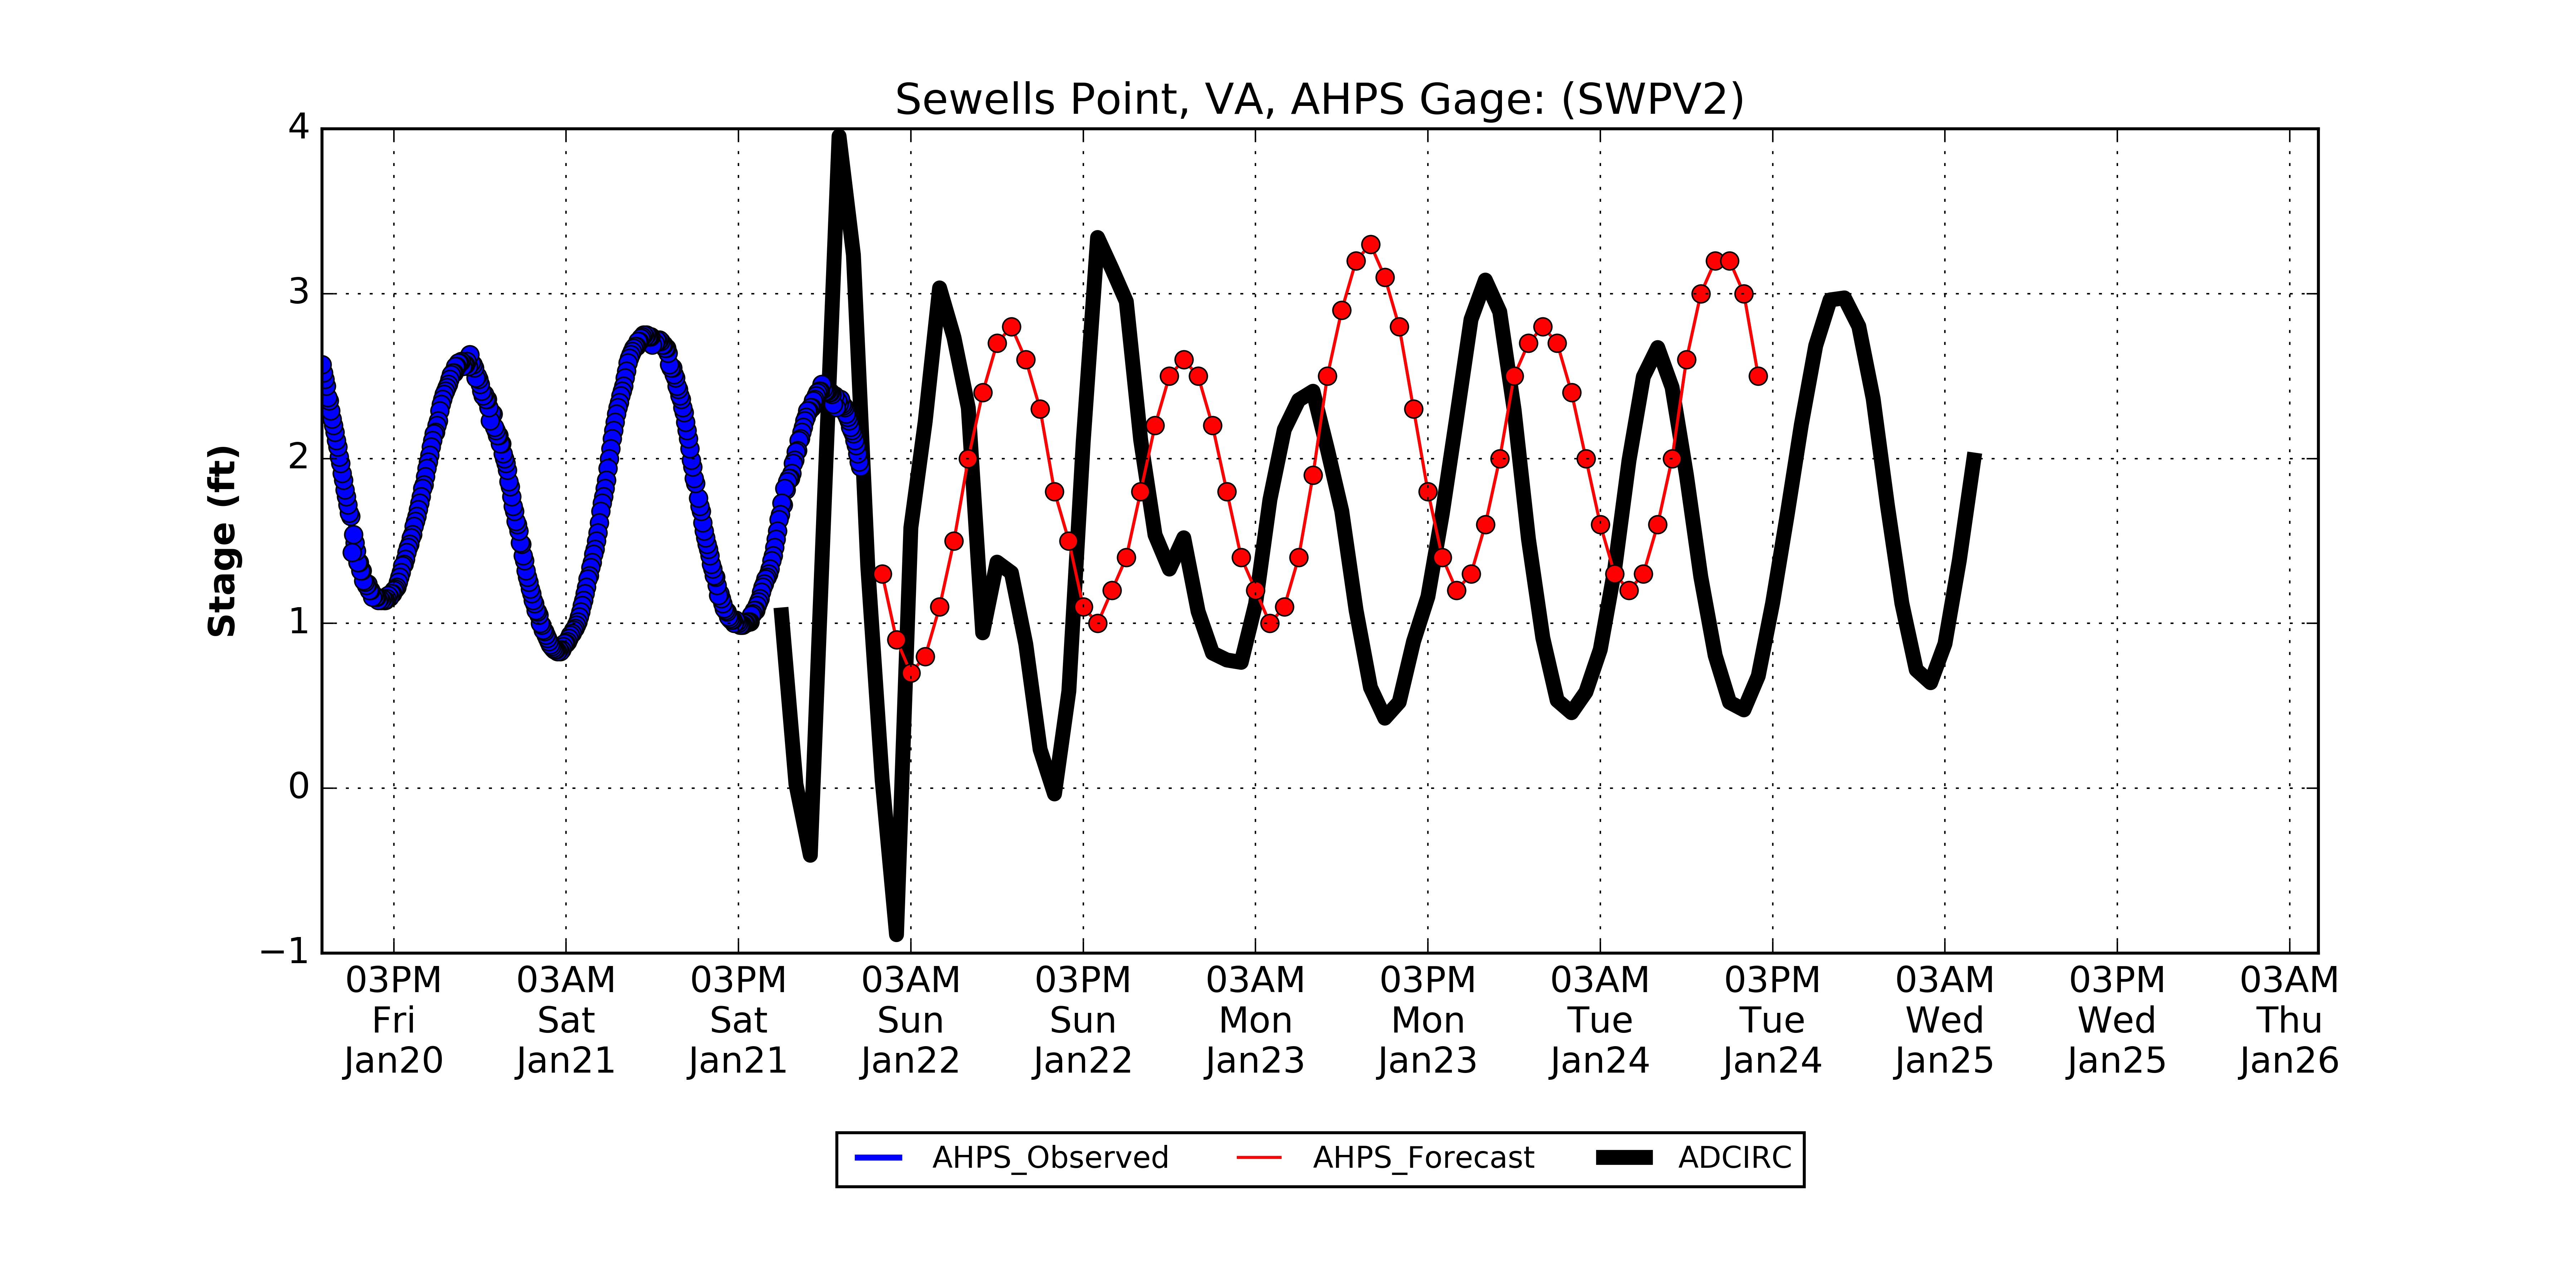 Sewells Point, VA, AHPS Gage: (SWPV2)
4
3
2
1
0
−1
Stage (ft)
03PM 03AM 03PM 03AM 03PM 03AM 03PM 03AM 03PM 03AM 03PM 03AM
Fri Sat Sat Sun Sun Mon Mon Tue Tue Wed Wed Thu
Jan20 Jan21 Jan21 Jan22 Jan22 Jan23 Jan23 Jan24 Jan24 Jan25 Jan25 Jan26
AHPS_Observed AHPS_Forecast ADCIRC